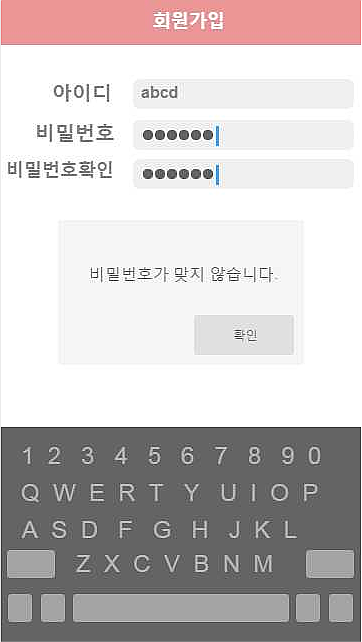 회원가입
아이디 abcd
비밀번호 ●●●●●●
비밀번호확인 ●●●●●●
비밀번호가 맞지 않습니다.
확인
1 2 3 4 5 6 7 8 9 0
Q W E R T Y U I O P
A S D F G H J K L
Z X C V B N M